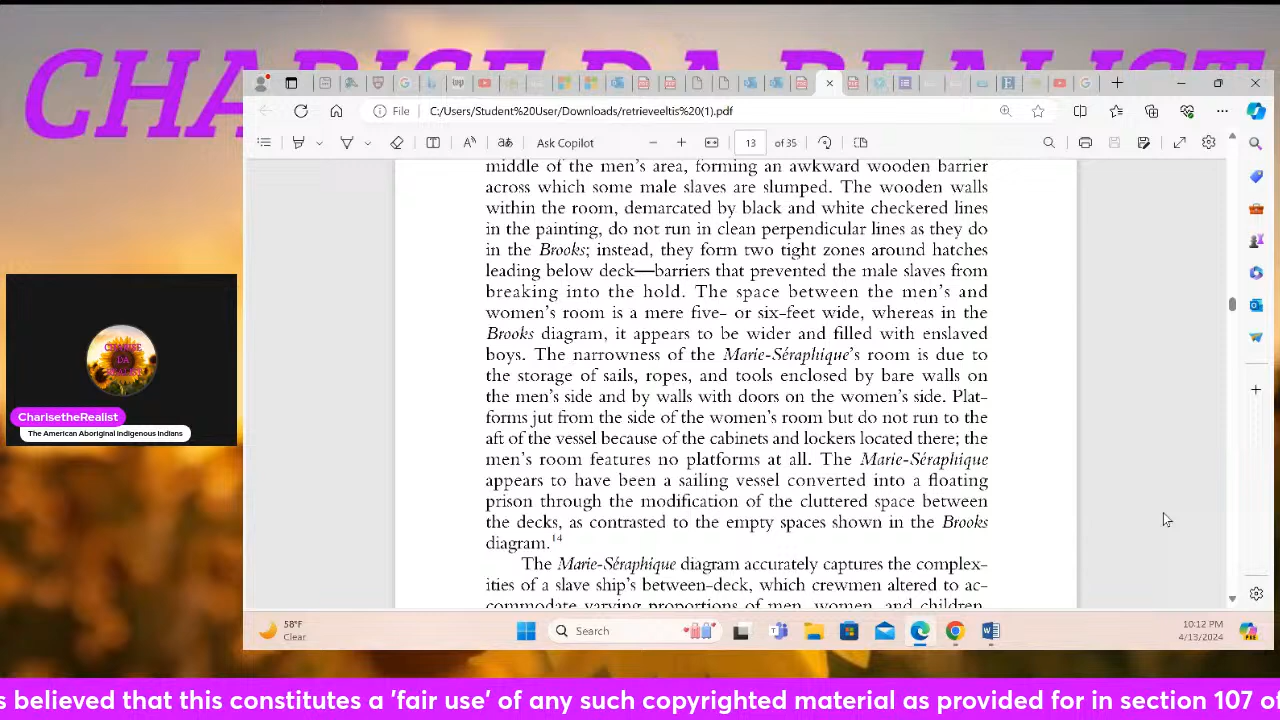 CHARISE DA REALIST
File
C:/Users/Student%20User/Downloads/retrieveeltis%20(1).pdf
Ask Copilot
13
of 35
middle of the men's area, forming an awkward wooden barrier
across which some male slaves are slumped. The wooden walls
within the room, demarcated by black and white checkered lines
in the painting, do not run in clean perpendicular lines as they do
in the Brooks; instead, they form two tight zones around hatches
leading below deck—barriers that prevented the male slaves from
breaking into the hold. The space between the men's and
women's room is a mere five- or six-feet wide, whereas in the
Brooks diagram, it appears to be wider and filled with enslaved
boys. The narrowness of the Marie-Séraphique's room is due to
the storage of sails, ropes, and tools enclosed by bare walls on
the men's side and by walls with doors on the women's side. Plat-
forms jut from the side of the women's room but do not run to the
aft of the vessel because of the cabinets and lockers located there; the
men's room features no platforms at all. The Marie-Séraphique
appears to have been a sailing vessel converted into a floating
prison through the modification of the cluttered space between
the decks, as contrasted to the empty spaces shown in the Brooks
diagram.14
The Marie-Séraphique diagram accurately captures the complex-
ities of a slave ship's between-deck, which crewmen altered to ac-
commodate varying proportions of men, women, and children.
CHARISE
DA
REALIST
CharisetheRealist
The American Aboriginal Indigenous Indians
58°F
Clear
Search
10:12 PM
4/13/2024
s believed that this constitutes a 'fair use' of any such copyrighted material as provided for in section 107 o